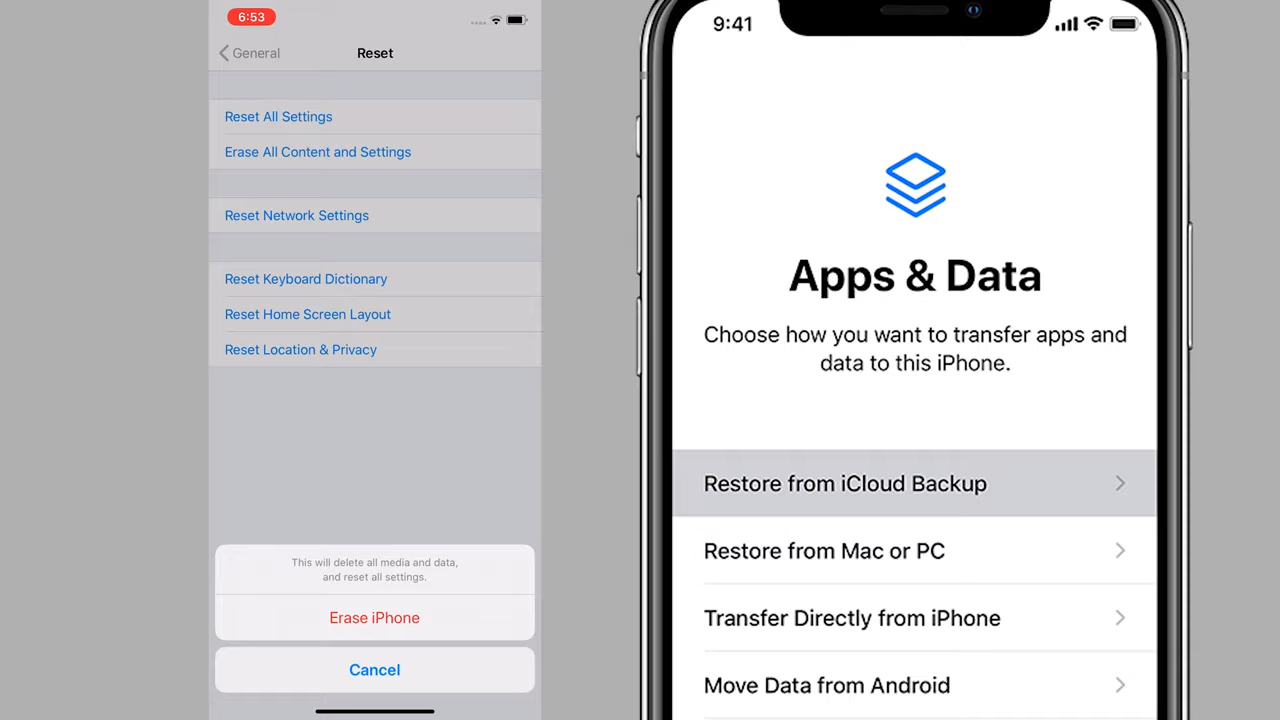 6:53
General
Reset
Reset All Settings
Erase All Content and Settings
Reset Network Settings
Reset Keyboard Dictionary
Reset Home Screen Layout
Reset Location & Privacy
This will delete all media and data,
and reset all settings.
Erase iPhone
Cancel
9:41
Apps & Data
Choose how you want to transfer apps and
data to this iPhone.
Restore from iCloud Backup
Restore from Mac or PC
Transfer Directly from iPhone
Move Data from Android